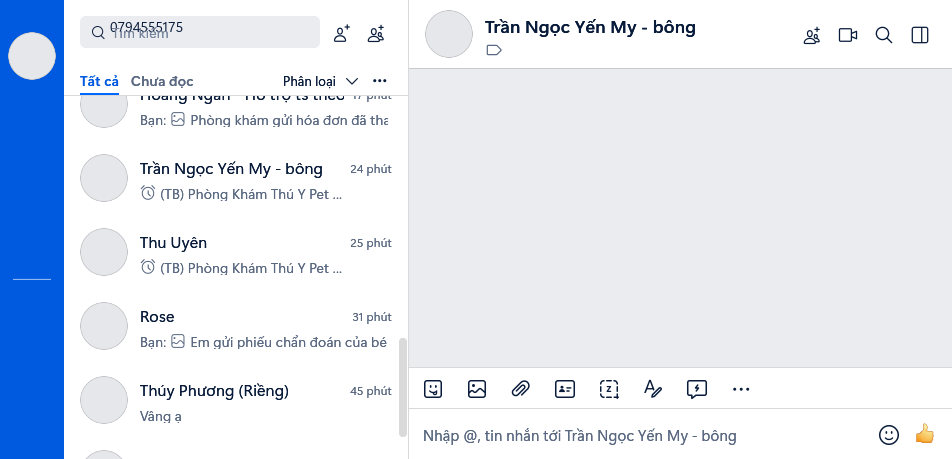 0794555175
Tìm kiếm
Tất cả
Chưa đọc
Phân loại
Hoàng Ngân - Hỗ trợ ts theo
17 phút
Bạn: Phòng khám gửi hóa đơn đã tha
Trần Ngọc Yến My - bông
24 phút
(TB) Phòng Khám Thú Y Pet ...
Thu Uyên
25 phút
(TB) Phòng Khám Thú Y Pet ...
Rose
31 phút
Bạn: Em gửi phiếu chẩn đoán của bé
Thúy Phương (Riềng)
45 phút
Vâng ạ
Trần Ngọc Yến My - bông
Nhập @, tin nhắn tới Trần Ngọc Yến My - bông